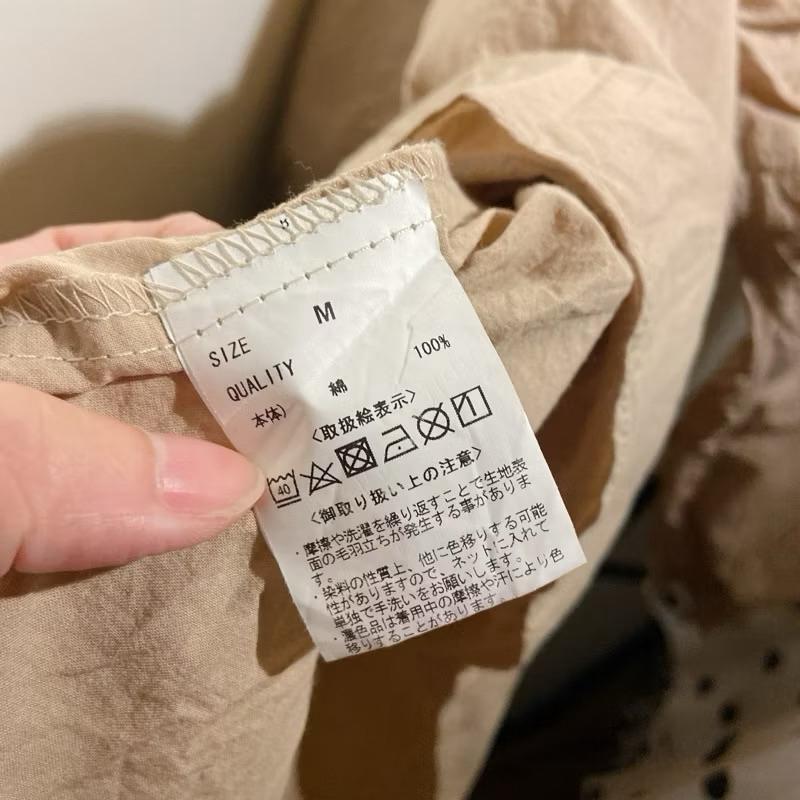 M
SIZE
QUALITY
本体) 綿 100%
〈取扱絵表示〉
40
〈御取り扱い上の注意〉
・摩擦や洗濯を繰り返すことで生地表
面の毛羽立ちが発生する事がありま
す。
・染料の性質上、他に色移りする可能
性がありますので、ネットに入れて
単独で手洗いをお願いします。
・濃色品は着用中の摩擦や汗により色
移りすることがあります。